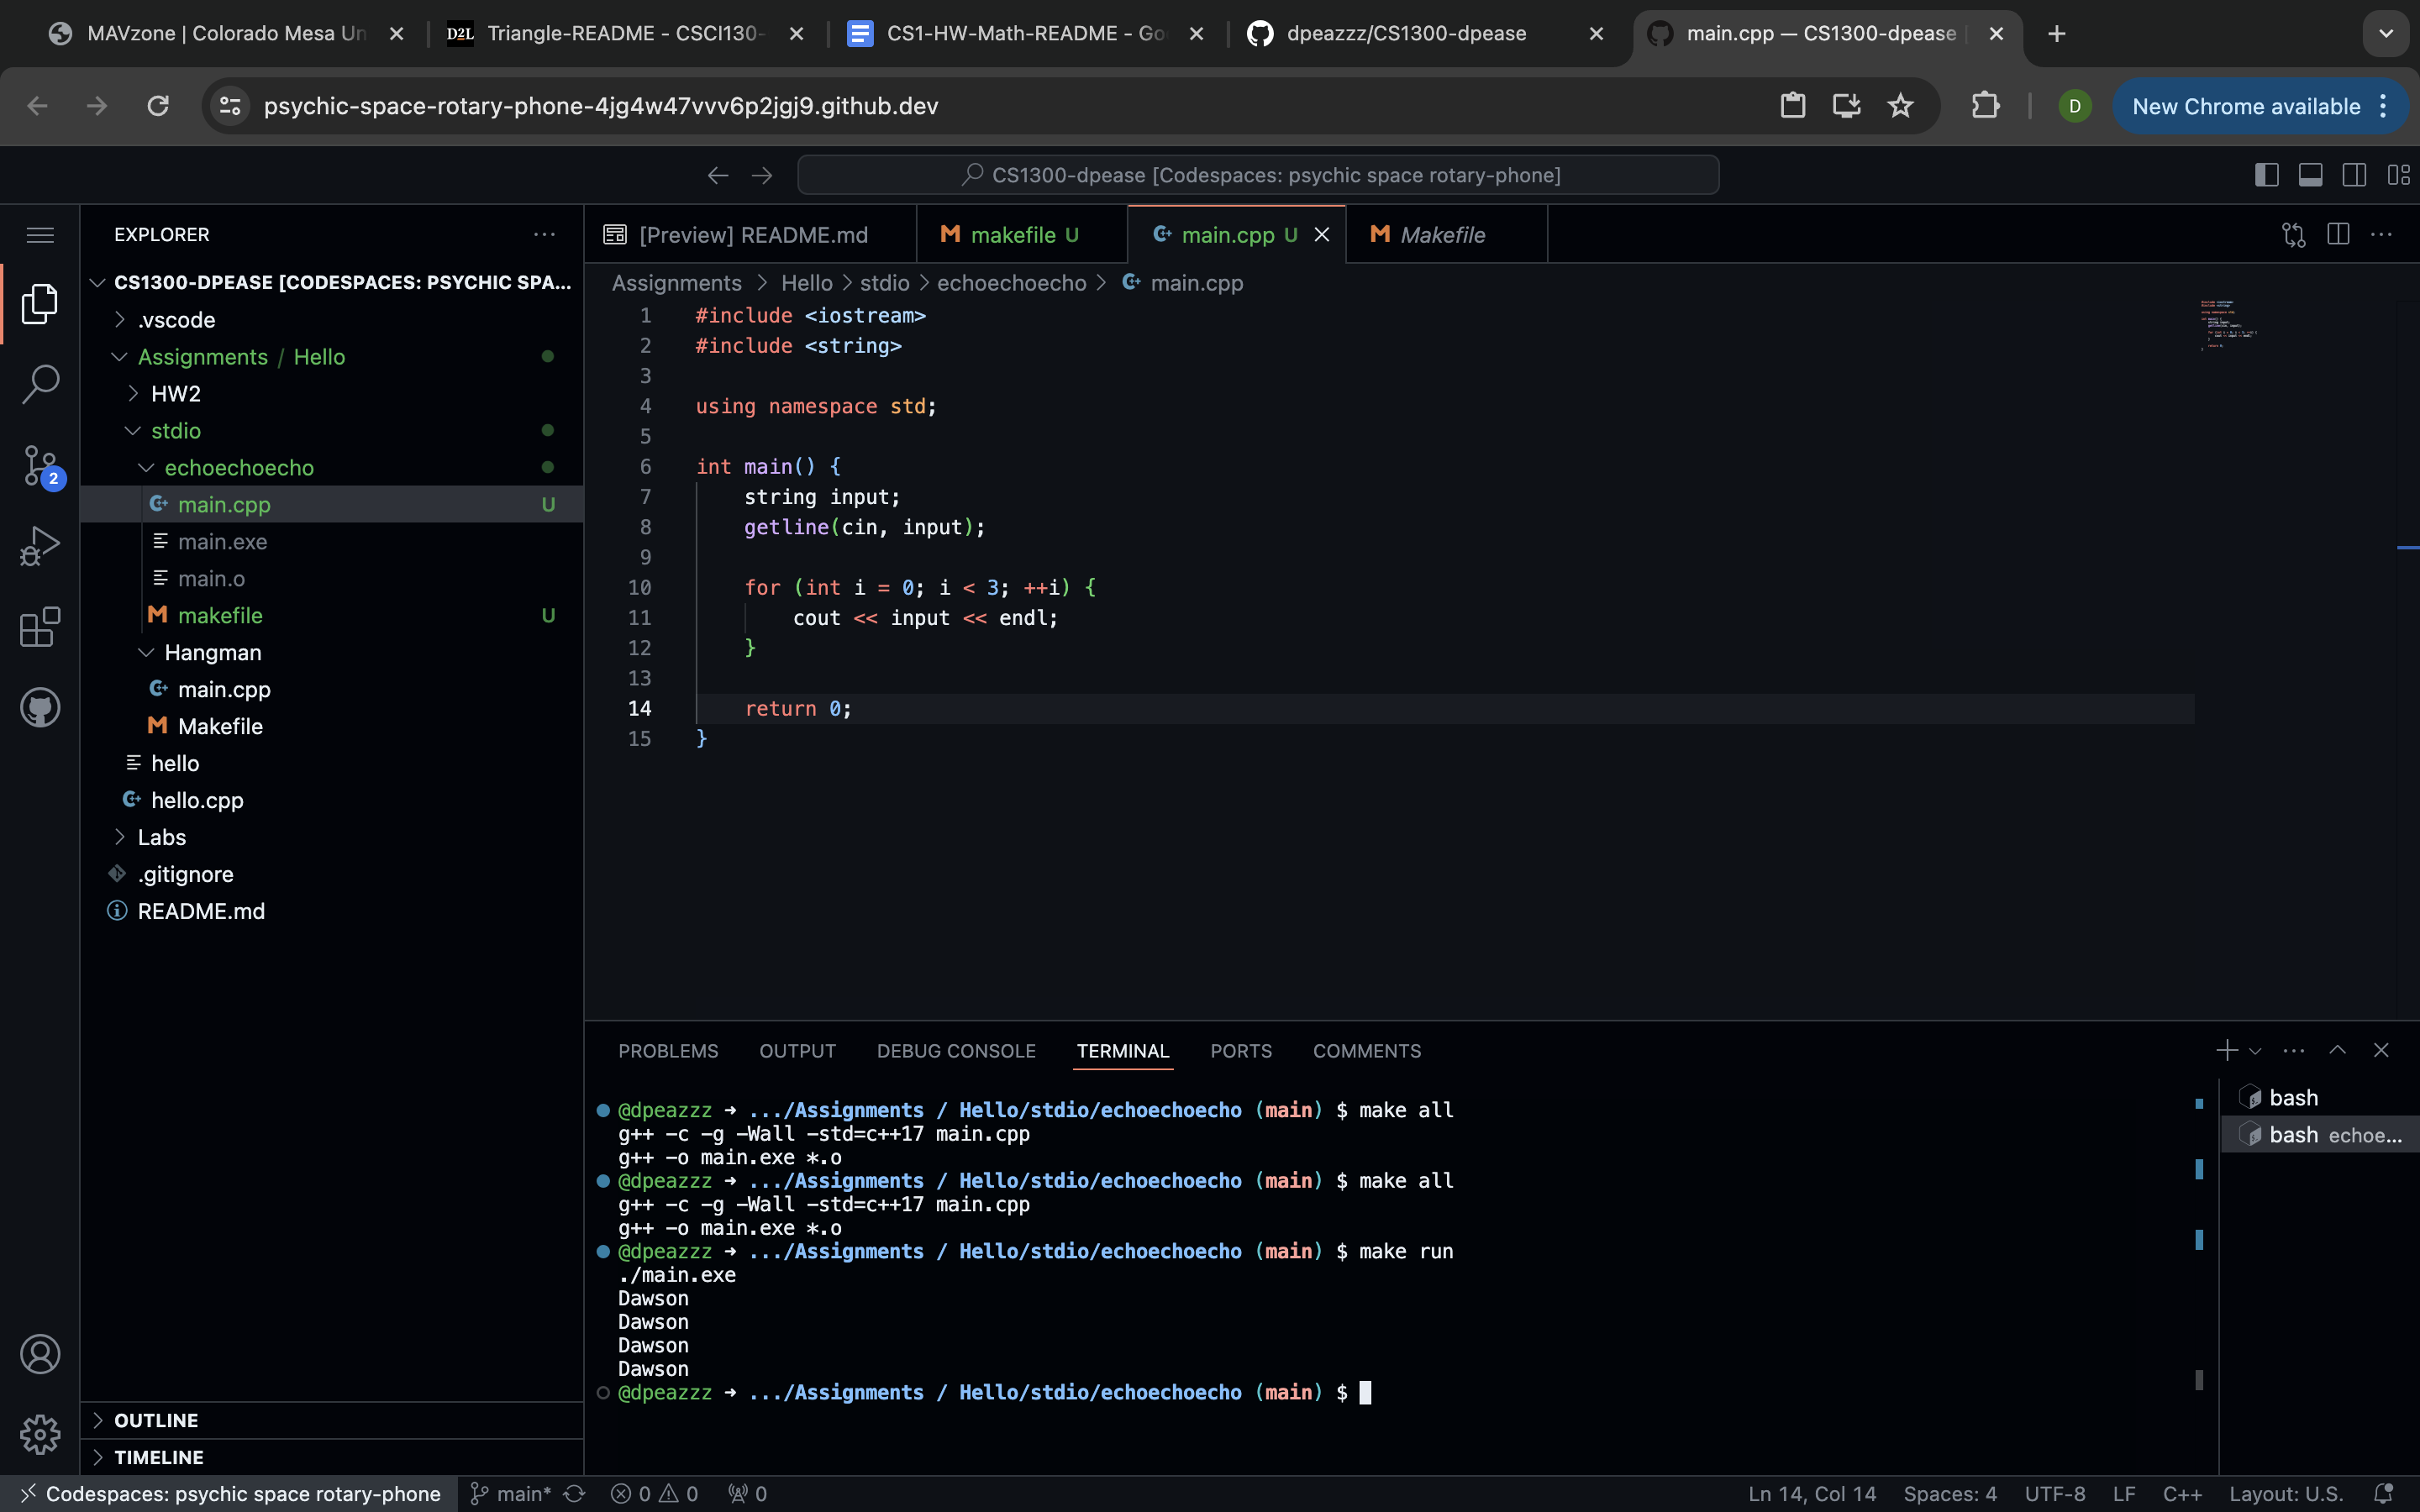 MAVzone | Colorado Mesa Un
D2L Triangle-README - CSCI130-
CS1-HW-Math-README - Go
dpeazzz/CS1300-dpease
main.cpp — CS1300-dpease
psychic-space-rotary-phone-4jg4w47vvv6p2jgj9.github.dev
D
New Chrome available
CS1300-dpease [Codespaces: psychic space rotary-phone]
EXPLORER
CS1300-DPEASE [CODESPACES: PSYCHIC SPA...
.vscode
Assignments / Hello
HW2
stdio
echoechoecho
main.cpp U
main.exe
main.o
makefile U
Hangman
main.cpp
Makefile
hello
hello.cpp
Labs
.gitignore
README.md
OUTLINE
TIMELINE
2
[Preview] README.md
makefile U
main.cpp U
Makefile
Assignments > Hello > stdio > echoechoecho > main.cpp
1 #include <iostream>
2 #include <string>
3
4 using namespace std;
5
6 int main() {
7 string input;
8 getline(cin, input);
9
10 for (int i = 0; i < 3; ++i) {
11 cout << input << endl;
12 }
13
14 return 0;
15 }
PROBLEMS OUTPUT DEBUG CONSOLE TERMINAL PORTS COMMENTS
@dpeazzz ➜ .../Assignments / Hello/stdio/echoechoecho (main) $ make all
g++ -c -g -Wall -std=c++17 main.cpp
g++ -o main.exe *.o
@dpeazzz ➜ .../Assignments / Hello/stdio/echoechoecho (main) $ make all
g++ -c -g -Wall -std=c++17 main.cpp
g++ -o main.exe *.o
@dpeazzz ➜ .../Assignments / Hello/stdio/echoechoecho (main) $ make run
./main.exe
Dawson
Dawson
Dawson
Dawson
@dpeazzz ➜ .../Assignments / Hello/stdio/echoechoecho (main) $
bash
bash echoe...
Codespaces: psychic space rotary-phone main* 0 0 0 Ln 14, Col 14 Spaces: 4 UTF-8 LF C++ Layout: U.S.